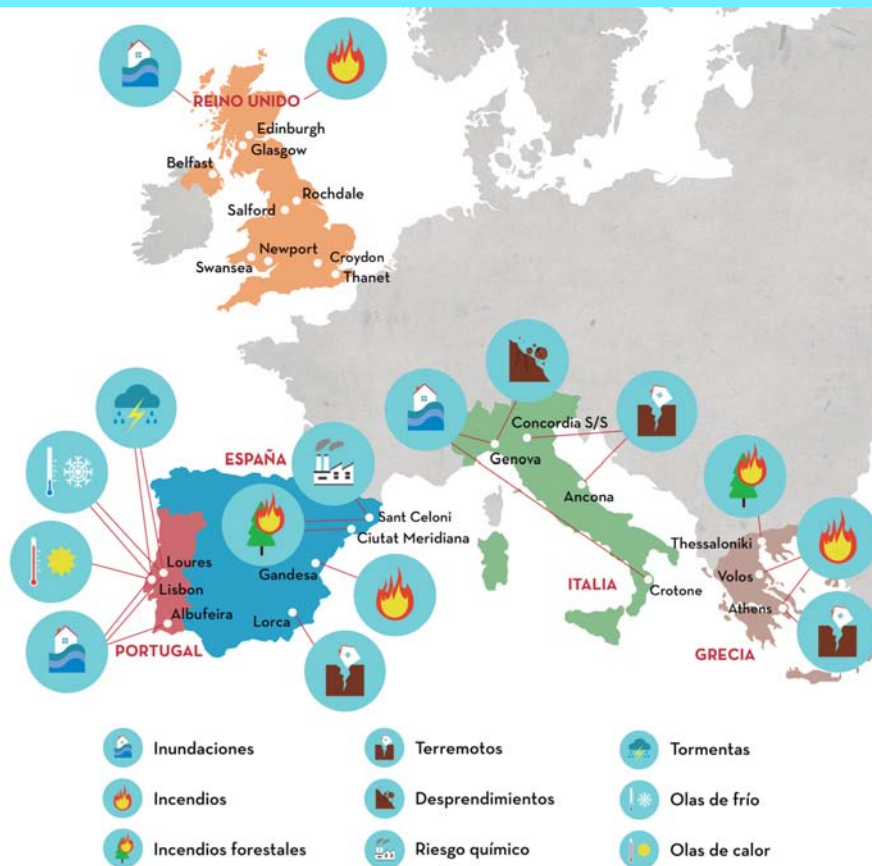 REINO UNIDO
Edinburgh
Glasgow
Belfast
Rochdale
Salford
Newport
Croydon
Swansea
Thanet
Concordia S/S
ESPAÑA
Genova
Ancona
Sant Celoni
Ciutat Meridiana
Thessaloniki
Loures
Gandesa
Volos
Lisbon
ITALIA
Crotone
Albufeira
Athens
Lorca
PORTUGAL
GRECIA
Inundaciones
Terremotos
Tormentas
Incendios
Desprendimientos
Olas de frío
Incendios forestales
Riesgo químico
Olas de calor